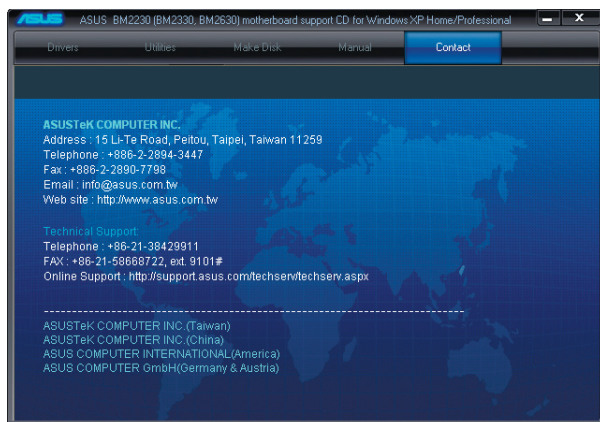 ASUS ASUS BM2230 (BM2330, BM2630) motherboard support CD for Windows XP Home/Professional
Drivers Utilities Make Disk Manual Contact
ASUSTeK COMPUTER INC.
Address : 15 Li-Te Road, Peitou, Taipei, Taiwan 11259
Telephone : +886-2-2894-3447
Fax : +886-2-2890-7798
Email : info@asus.com.tw
Web site : http://www.asus.com.tw
Technical Support
Telephone : +86-21-38429911
FAX : +86-21-58668722, ext. 9101#
Online Support : http://support.asus.com/techserv/techserv.aspx
--------------------------------------------------------------------------------
ASUSTeK COMPUTER INC.(Taiwan)
ASUSTeK COMPUTER INC.(China)
ASUS COMPUTER INTERNATIONAL(America)
ASUS COMPUTER GmbH(Germany & Austria)